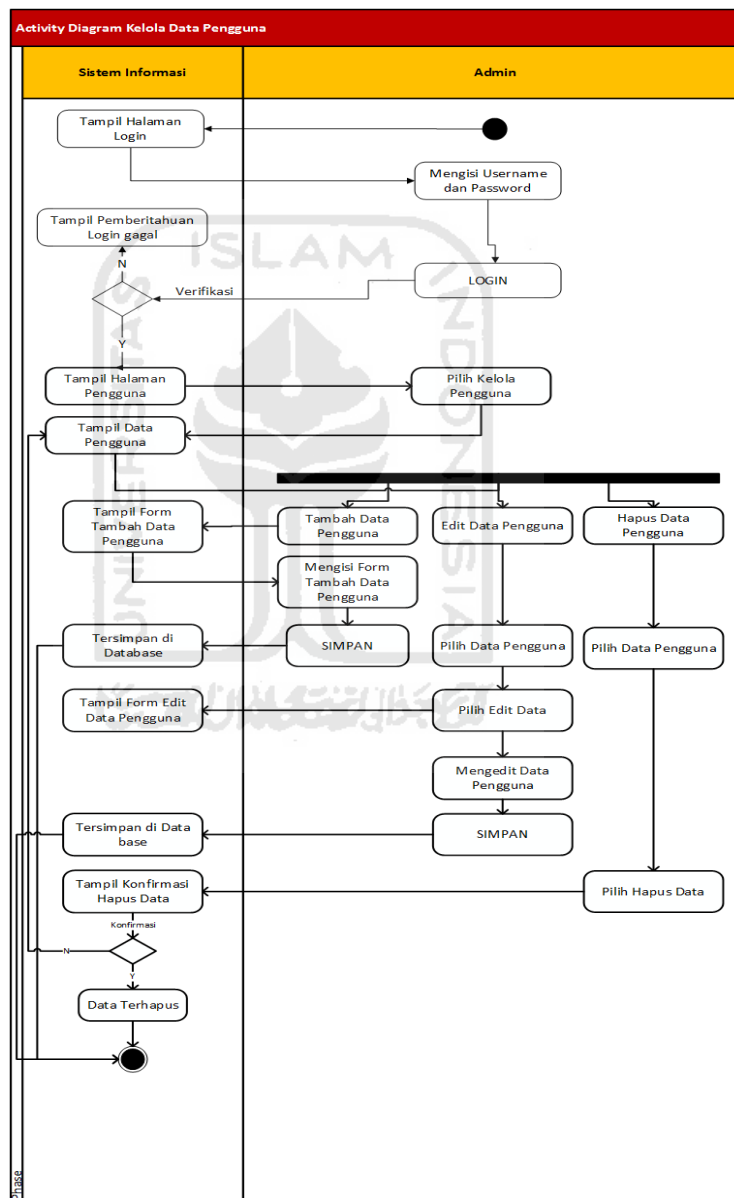 Activity Diagram Kelola Data Pengguna
Sistem Informasi
Admin
Tampil Halaman
Login
Mengisi Username
dan Password
Tampil Pemberitahuan
Login gagal
N
LOGIN
Verifikasi
Y
Tampil Halaman
Pengguna
Pilih Kelola
Pengguna
Tampil Data
Pengguna
Tampil Form
Tambah Data
Pengguna
Tambah Data
Pengguna
Edit Data Pengguna
Hapus Data
Pengguna
Mengisi Form
Tambah Data
Pengguna
Tersimpan di
Database
SIMPAN
Pilih Data Pengguna
Pilih Data Pengguna
Tampil Form Edit
Data Pengguna
Pilih Edit Data
Mengedit Data
Pengguna
Tersimpan di Data
base
SIMPAN
Tampil Konfirmasi
Hapus Data
Pilih Hapus Data
Konfirmasi
N
Y
Data Terhapus
Phase
UNIVERSITAS
ISLAM
INDONESIA